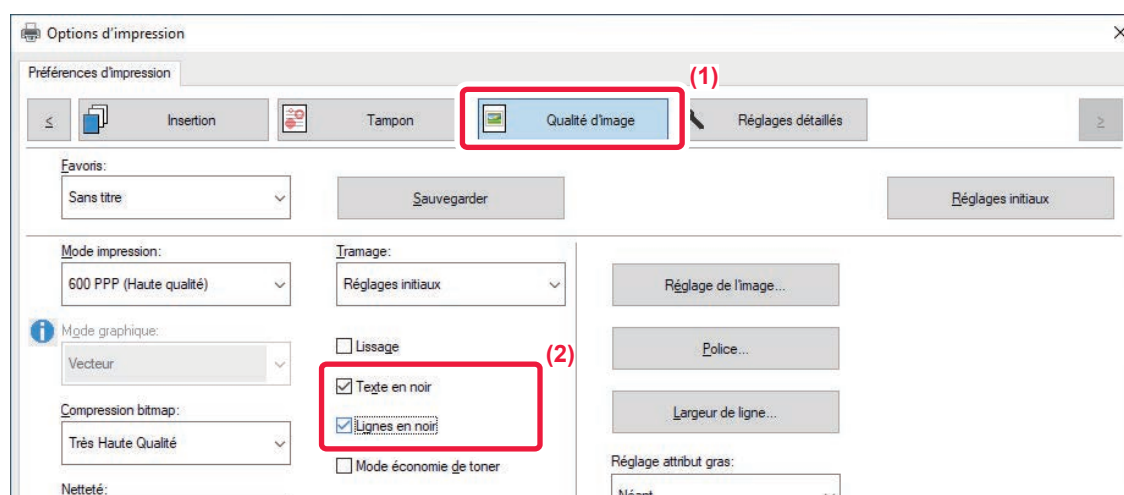 Options d'impression
Préférences d'impression
(1)
<
Insertion
Tampon
Qualité d'image
Réglages détaillés
>
Favoris:
Sans titre
Sauvegarder
Réglages initiaux
Mode impression:
Tramage:
600 PPP (Haute qualité)
Réglages initiaux
Réglage de l'image...
Mode graphique:
Vecteur
Lissage
(2)
Police...
Texte en noir
Compression bitmap:
Lignes en noir
Largeur de ligne...
Très Haute Qualité
Mode économie de toner
Réglage attribut gras:
Netteté:
Néant